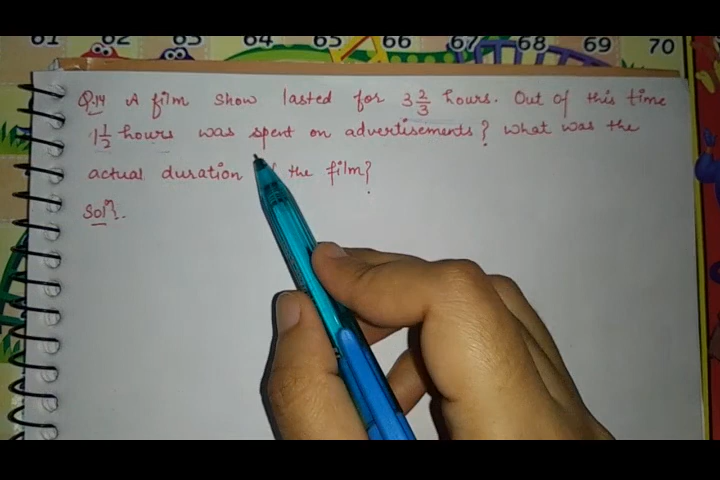 61 62 63 64 65 66 67 68 69 70
Q.14 A film show lasted for 3 2/3 hours. Out of this time
1 1/2 hours was spent on advertisements? What was the
actual duration the film?
Sol.